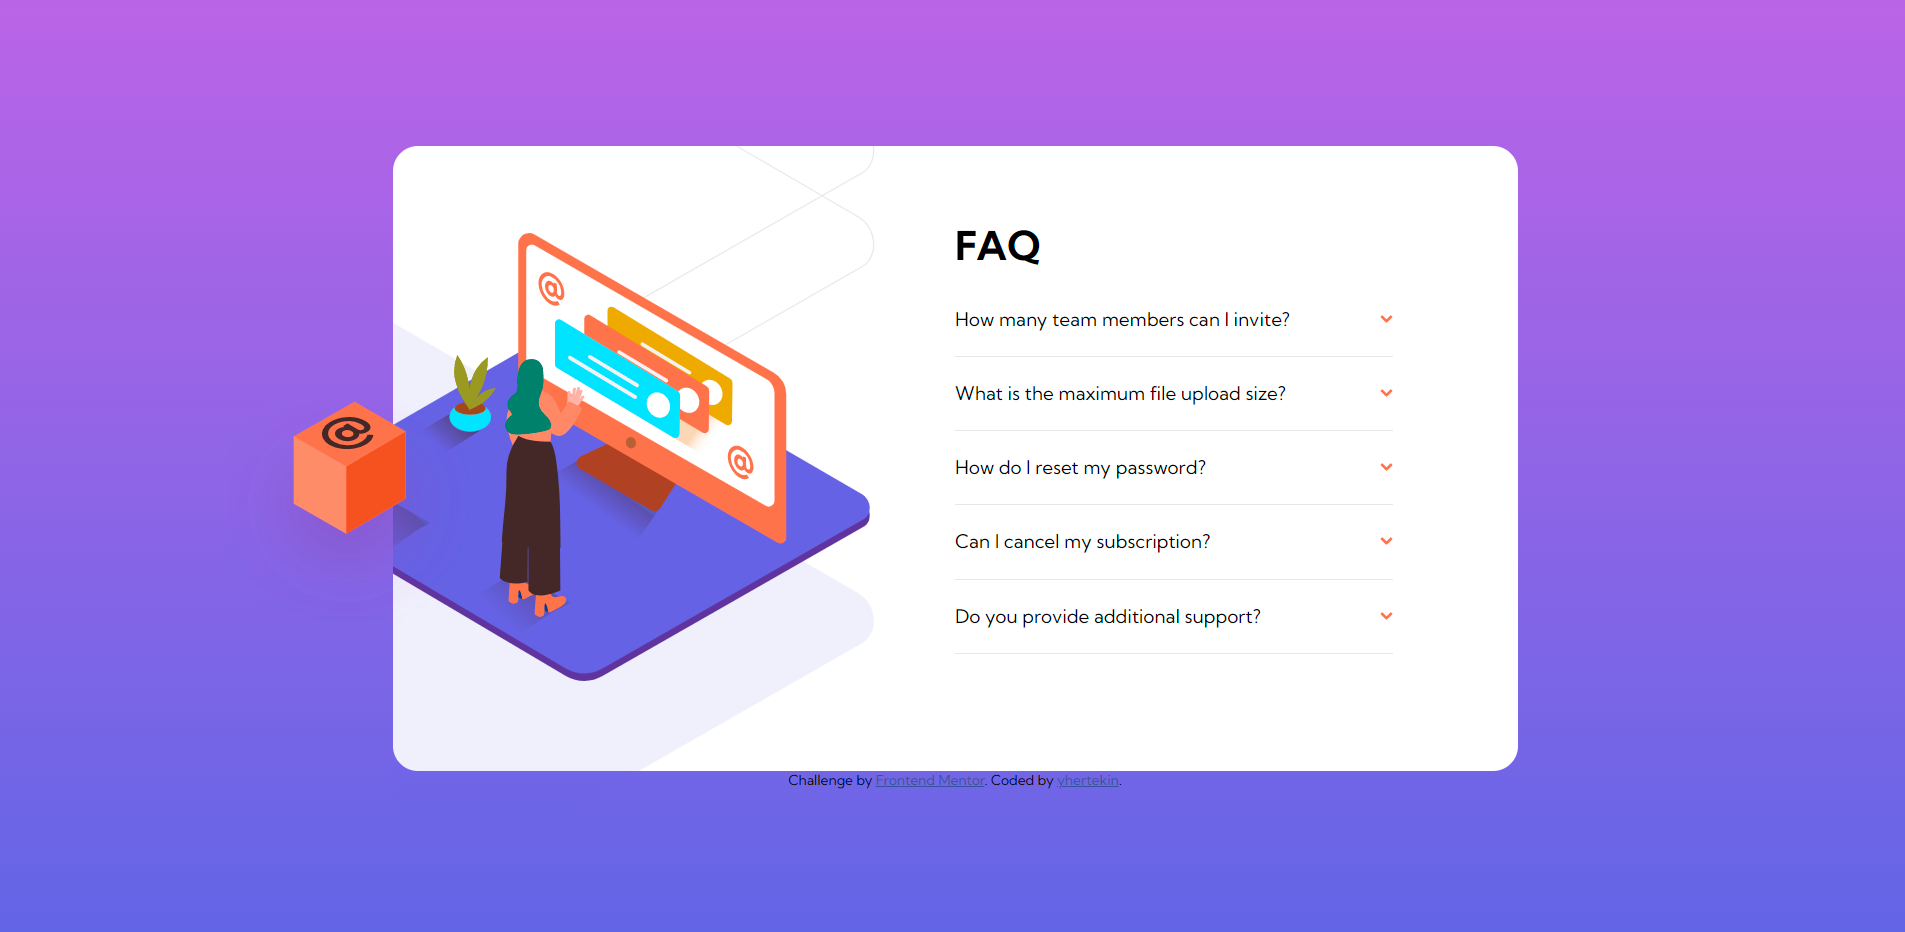 FAQ
How many team members can I invite?
What is the maximum file upload size?
How do I reset my password?
Can I cancel my subscription?
Do you provide additional support?
Challenge by Frontend Mentor. Coded by yhertekin.
@
@
@